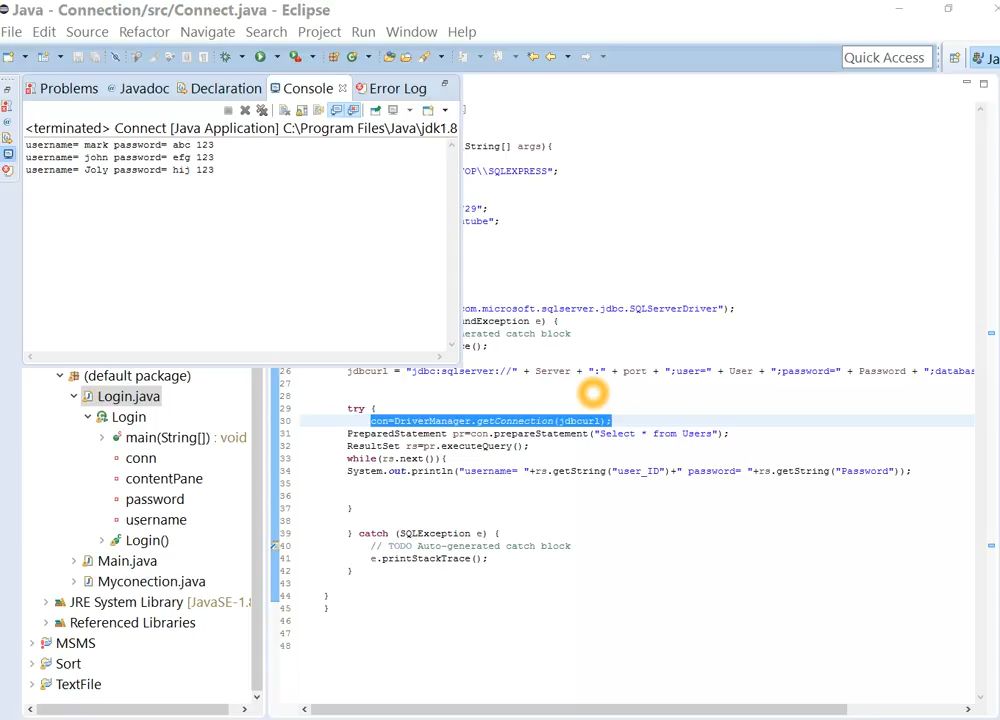 Java - Connection/src/Connect.java - Eclipse
File Edit Source Refactor Navigate Search Project Run Window Help
Quick Access
Ja
Problems @ Javadoc Declaration Console Error Log
<terminated> Connect [Java Application] C:\Program Files\Java\jdk1.8
username= mark password= abc 123
username= john password= efg 123
username= Joly password= hij 123
String[] args){
TOP\\SQLEXPRESS";
29";
tube";
om.microsoft.sqlserver.jdbc.SQLServerDriver");
ndException e) {
erated catch block
ce();
26 jdbcurl = "jdbc:sqlserver://" + Server + ":" + port + ";user=" + User + ";password=" + Password + ";databas
27
28
29 try {
30 con=DriverManager.getConnection(jdbcurl);
31 PreparedStatement pr=con.prepareStatement("Select * from Users");
32 ResultSet rs=pr.executeQuery();
33 while(rs.next()){
34 System.out.println("username= "+rs.getString("user_ID")+" password= "+rs.getString("Password"));
35
36
37 }
38
39 } catch (SQLException e) {
40 // TODO Auto-generated catch block
41 e.printStackTrace();
42 }
43
44 }
45 }
46
47
48
(default package)
Login.java
Login
main(String[]) : void
conn
contentPane
password
username
Login()
Main.java
Myconection.java
JRE System Library [JavaSE-1.8
Referenced Libraries
MSMS
Sort
TextFile